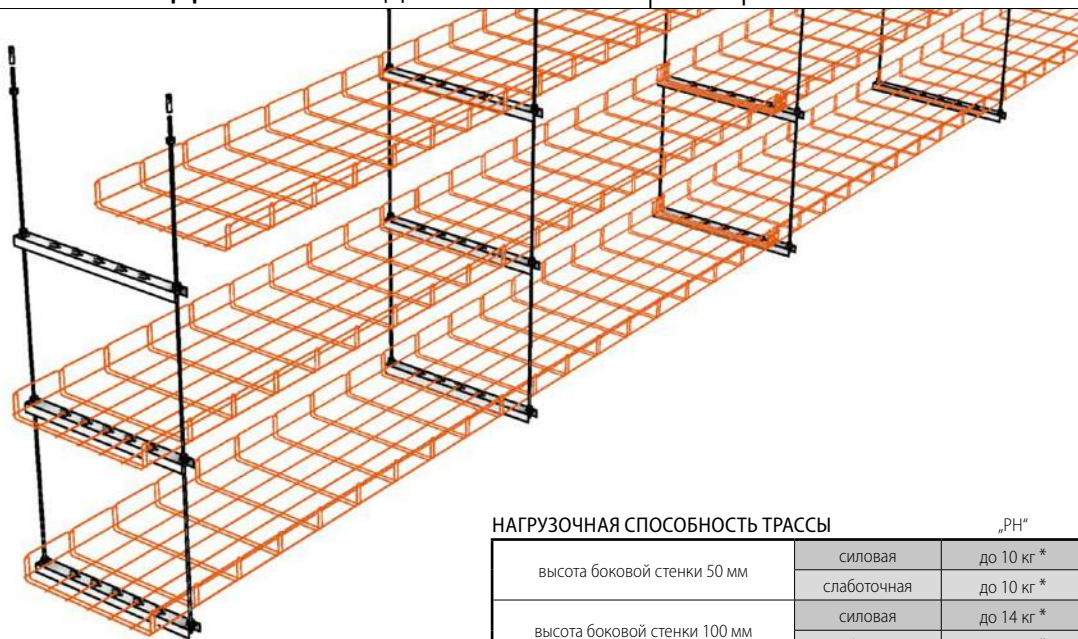 НАГРУЗОЧНАЯ СПОСОБНОСТЬ ТРАССЫ „РН“
высота боковой стенки 50 мм силовая до 10 кг *
слаботочная до 10 кг *
высота боковой стенки 100 мм силовая до 14 кг *